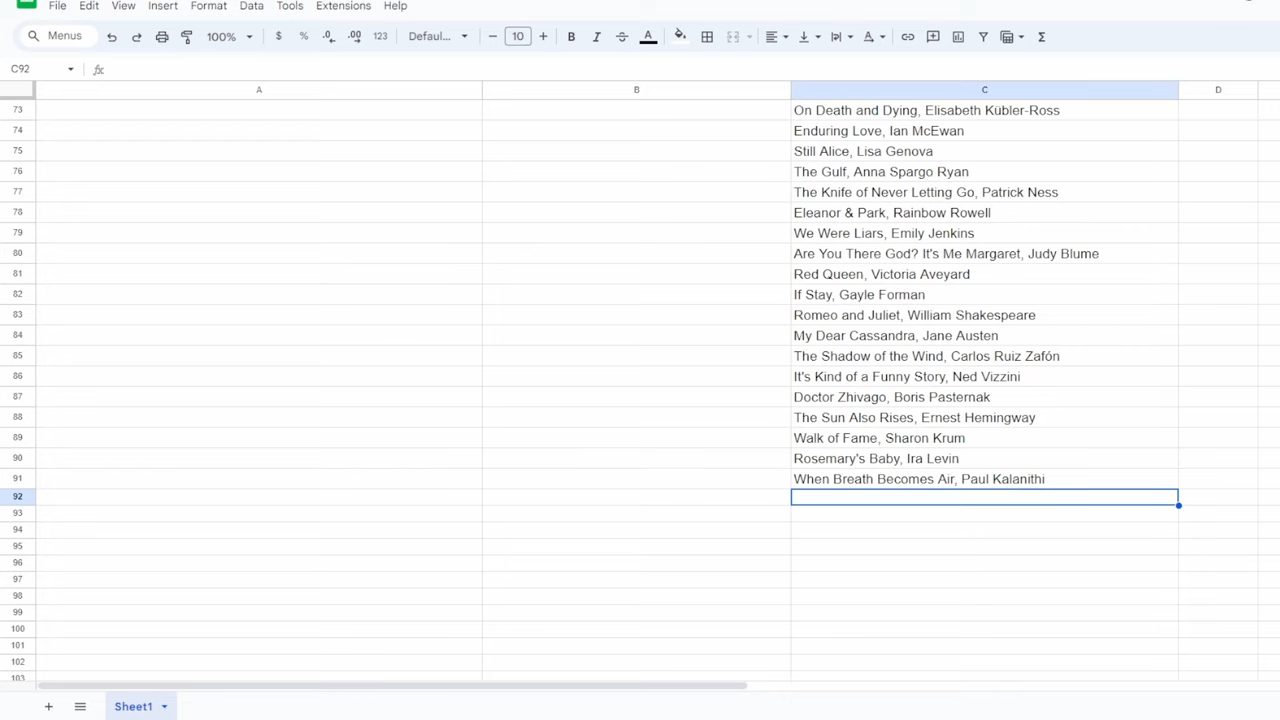 File Edit View Insert Format Data Tools Extensions Help
Menus 100% $ % .0 .00 123 Defaul... 10 B I A Σ
C92 fx
A B C D
73 On Death and Dying, Elisabeth Kübler-Ross
74 Enduring Love, Ian McEwan
75 Still Alice, Lisa Genova
76 The Gulf, Anna Spargo Ryan
77 The Knife of Never Letting Go, Patrick Ness
78 Eleanor & Park, Rainbow Rowell
79 We Were Liars, Emily Jenkins
80 Are You There God? It's Me Margaret, Judy Blume
81 Red Queen, Victoria Aveyard
82 If Stay, Gayle Forman
83 Romeo and Juliet, William Shakespeare
84 My Dear Cassandra, Jane Austen
85 The Shadow of the Wind, Carlos Ruiz Zafón
86 It's Kind of a Funny Story, Ned Vizzini
87 Doctor Zhivago, Boris Pasternak
88 The Sun Also Rises, Ernest Hemingway
89 Walk of Fame, Sharon Krum
90 Rosemary's Baby, Ira Levin
91 When Breath Becomes Air, Paul Kalanithi
92
93
94
95
96
97
98
99
100
101
102
103
Sheet1